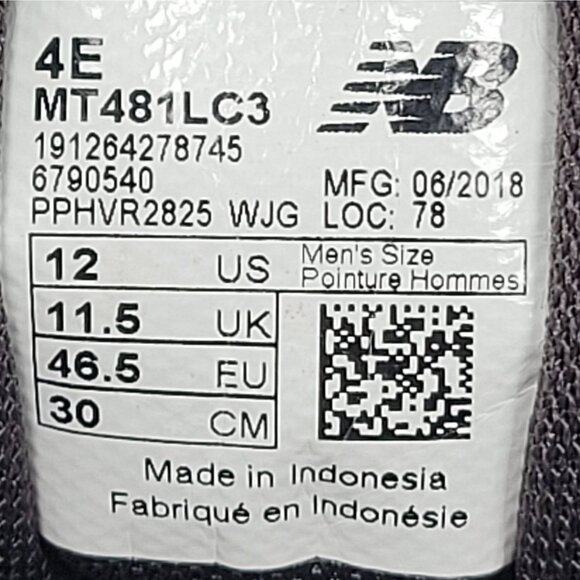 4E
NB
MT481LC3
191264278745
6790540
MFG: 06/2018
PPHVR2825 WJG LOC: 78
12 US Men's Size
Pointure Hommes
11.5 UK
46.5 EU
30 CM
Made in Indonesia
Fabriqué en Indonésie